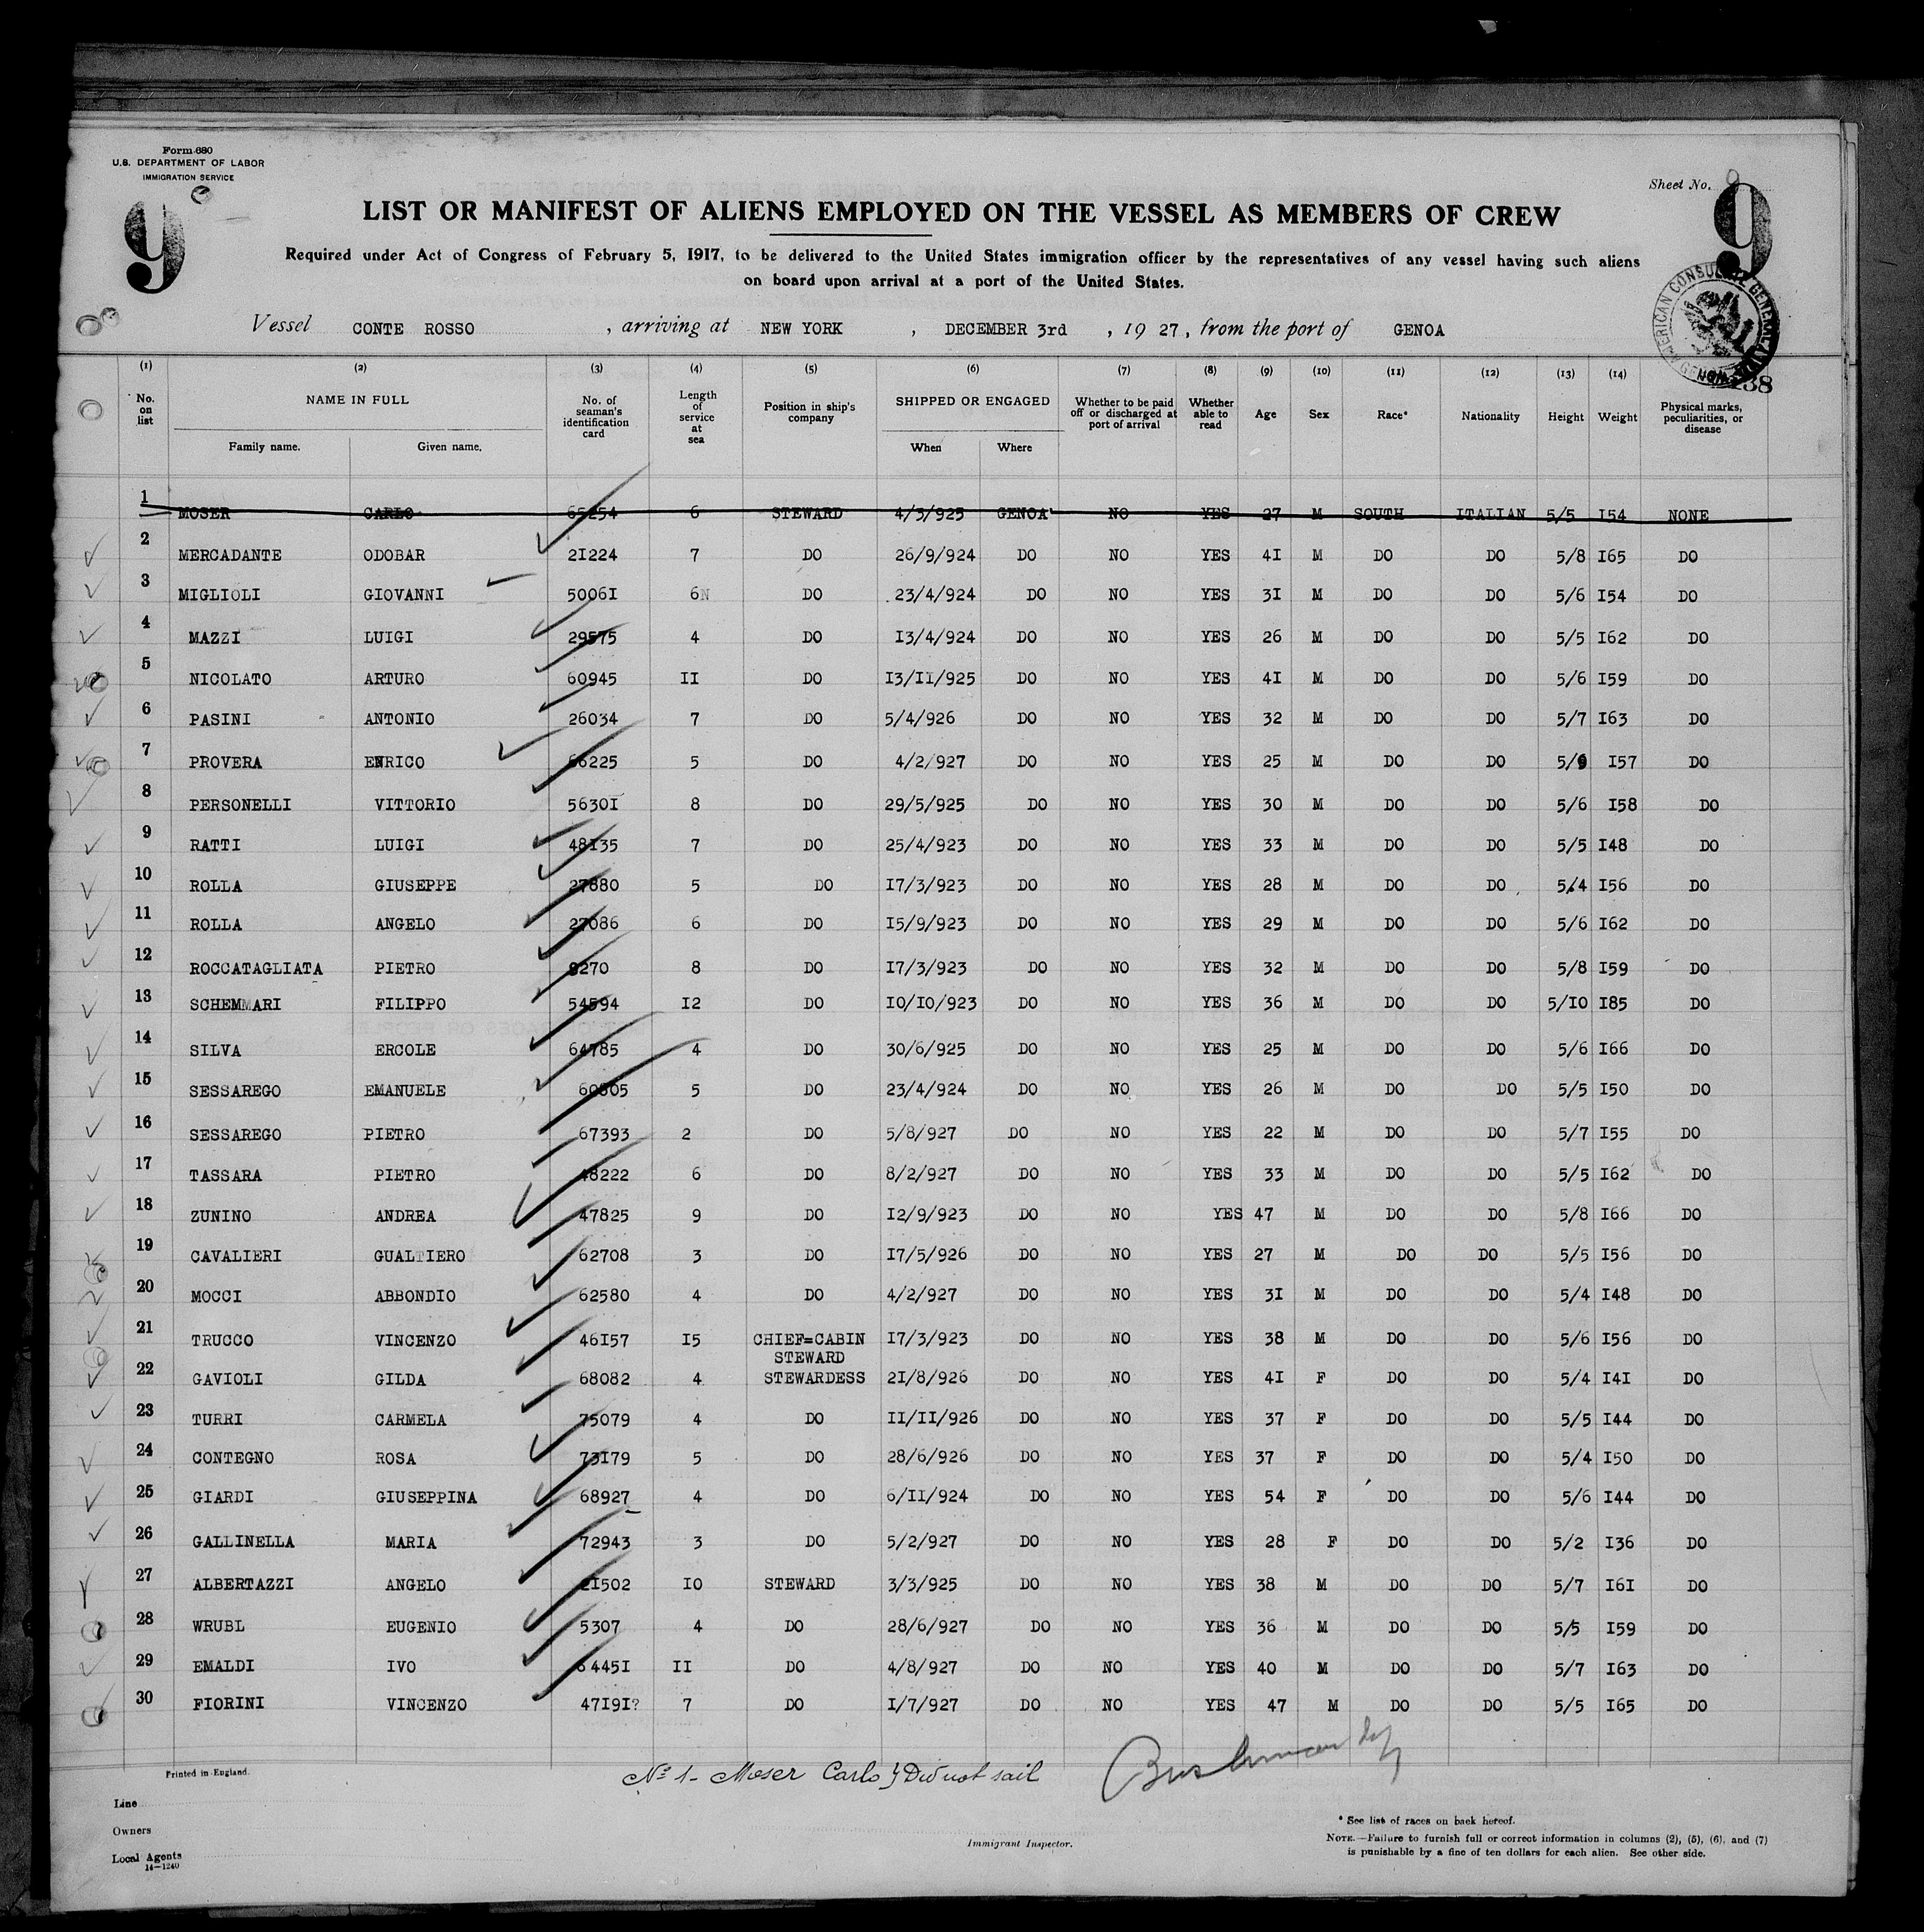 Form 680
U.S. DEPARTMENT OF LABOR
IMMIGRATION SERVICE
Sheet No. 9
9 9
LIST OR MANIFEST OF ALIENS EMPLOYED ON THE VESSEL AS MEMBERS OF CREW
Required under Act of Congress of February 5, 1917, to be delivered to the United States immigration officer by the representatives of any vessel having such aliens
on board upon arrival at a port of the United States.
AMERICAN CONSULATE GENERAL GENOA
Vessel CONTE ROSSO , arriving at NEW YORK , DECEMBER 3rd , 19 27, from the port of GENOA
(1) (2) (3) (4) (5) (6) (7) (8) (9) (10) (11) (12) (13) (14)
No. on list NAME IN FULL Family name. Given name. No. of seaman's identification card Length of service at sea Position in ship's company SHIPPED OR ENGAGED When Where Whether to be paid off or discharged at port of arrival Whether able to read Age Sex Race* Nationality Height Weight Physical marks, peculiarities, or disease
1 MOSER CARLO 65254 6 STEWARD 4/3/925 GENOA NO YES 27 M SOUTH ITALIAN 5/5 I54 NONE
2 MERCADANTE ODOBAR 2I224 7 DO 26/9/924 DO NO YES 4I M DO DO 5/8 I65 DO
3 MIGLIOLI GIOVANNI 5006I 6N DO 23/4/924 DO NO YES 3I M DO DO 5/6 I54 DO
4 MAZZI LUIGI 29575 4 DO I3/4/924 DO NO YES 26 M DO DO 5/5 I62 DO
5 NICOLATO ARTURO 60945 II DO I3/II/925 DO NO YES 4I M DO DO 5/6 I59 DO
6 PASINI ANTONIO 26034 7 DO 5/4/926 DO NO YES 32 M DO DO 5/7 I63 DO
7 PROVERA ENRICO 66225 5 DO 4/2/927 DO NO YES 25 M DO DO I57 DO
8 PERSONELLI VITTORIO 5630I 8 DO 29/5/925 DO NO YES 30 M DO DO 5/6 I58 DO
9 RATTI LUIGI 48I35 7 DO 25/4/923 DO NO YES 33 M DO DO 5/5 I48 DO
10 ROLLA GIUSEPPE 27880 5 DO I7/3/923 DO NO YES 28 M DO DO 5/4 I56 DO
11 ROLLA ANGELO 27086 6 DO I5/9/923 DO NO YES 29 M DO DO 5/6 I62 DO
12 ROCCATAGLIATA PIETRO 8270 8 DO I7/3/923 DO NO YES 32 M DO DO 5/8 I59 DO
13 SCHEMMARI FILIPPO 54594 I2 DO I0/I0/923 DO NO YES 36 M DO DO 5/I0 I85 DO
14 SILVA ERCOLE 64785 4 DO 30/6/925 DO NO YES 25 M DO DO 5/6 I66 DO
15 SESSAREGO EMANUELE 60805 5 DO 23/4/924 DO NO YES 26 M DO DO 5/5 I50 DO
16 SESSAREGO PIETRO 67393 2 DO 5/8/927 DO NO YES 22 M DO DO 5/7 I55 DO
17 TASSARA PIETRO 48222 6 DO 8/2/927 DO NO YES 33 M DO DO 5/5 I62 DO
18 ZUNINO ANDREA 47825 9 DO I2/9/923 DO NO YES 47 M DO DO 5/8 I66 DO
19 CAVALIERI GUALTIERO 62708 3 DO I7/5/926 DO NO YES 27 M DO DO 5/5 I56 DO
20 MOCCI ABBONDIO 62580 4 DO 4/2/927 DO NO YES 3I M DO DO 5/4 I48 DO
21 TRUCCO VINCENZO 46I57 I5 CHIEF=CABIN STEWARD I7/3/923 DO NO YES 38 M DO DO 5/6 I56 DO
22 GAVIOLI GILDA 68082 4 STEWARDESS 2I/8/926 DO NO YES 4I F DO DO 5/4 I4I DO
23 TURRI CARMELA 75079 4 DO II/II/926 DO NO YES 37 F DO DO 5/5 I44 DO
24 CONTEGNO ROSA 73I79 5 DO 28/6/926 DO NO YES 37 F DO DO 5/4 I50 DO
25 GIARDI GIUSEPPINA 68927 4 DO 6/II/924 DO NO YES 54 F DO DO 5/6 I44 DO
26 GALLINELLA MARIA 72943 3 DO 5/2/927 DO NO YES 28 F DO DO 5/2 I36 DO
27 ALBERTAZZI ANGELO 2I502 I0 STEWARD 3/3/925 DO NO YES 38 M DO DO 5/7 I6I DO
28 WRUBL EUGENIO 5307 4 DO 28/6/927 DO NO YES 36 M DO DO 5/5 I59 DO
29 EMALDI IVO 6445I II DO 4/8/927 DO NO YES 40 M DO DO 5/7 I63 DO
30 FIORINI VINCENZO 47I9I? 7 DO I/7/927 DO NO YES 47 M DO DO 5/5 I65 DO
Printed in England.
No 1 - Moser Carlo } Did not sail
Line
Owners
Local Agents
14—1240
Immigrant Inspector.
* See list of races on back hereof.
NOTE.—Failure to furnish full or correct information in columns (2), (5), (6), and (7)
is punishable by a fine of ten dollars for each alien. See other side.